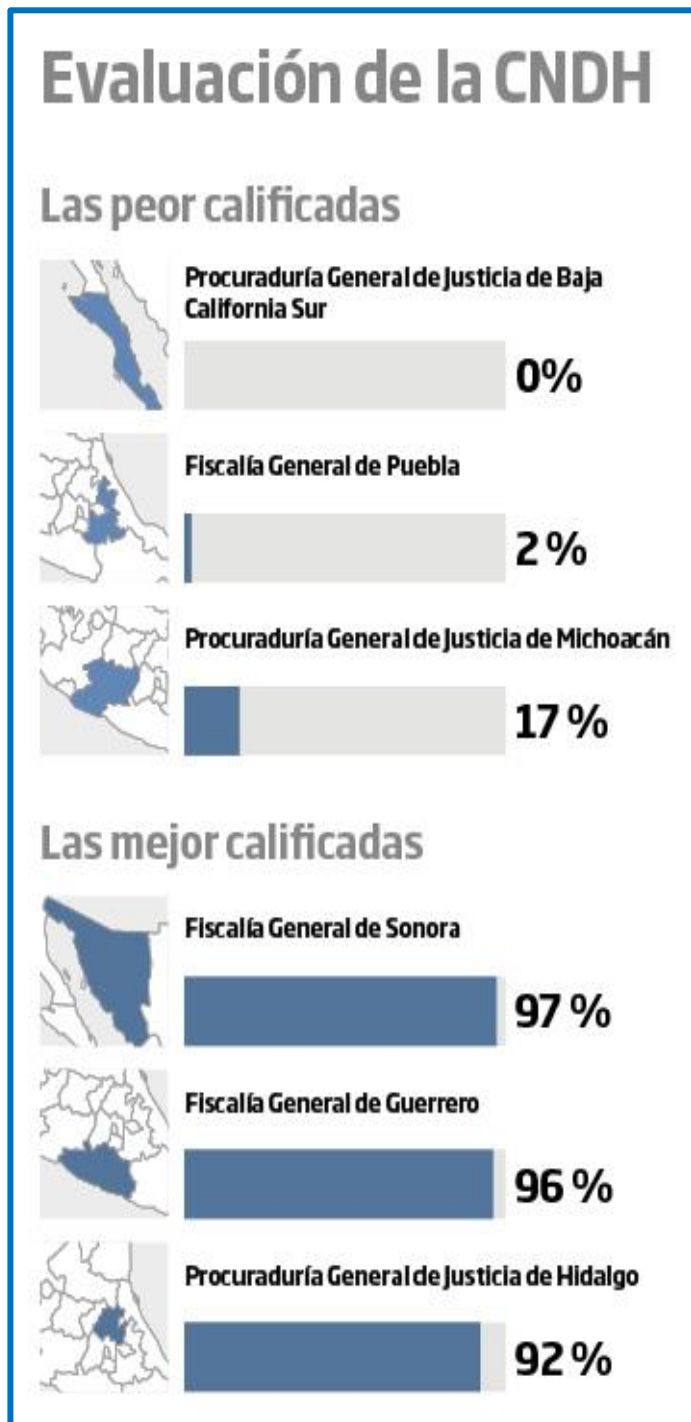 Evaluación de la CNDH
Las peor calificadas
Procuraduría General de Justicia de Baja
California Sur
0%
Fiscalía General de Puebla
2 %
Procuraduría General de Justicia de Michoacán
17 %
Las mejor calificadas
Fiscalía General de Sonora
97 %
Fiscalía General de Guerrero
96 %
Procuraduría General de Justicia de Hidalgo
92 %